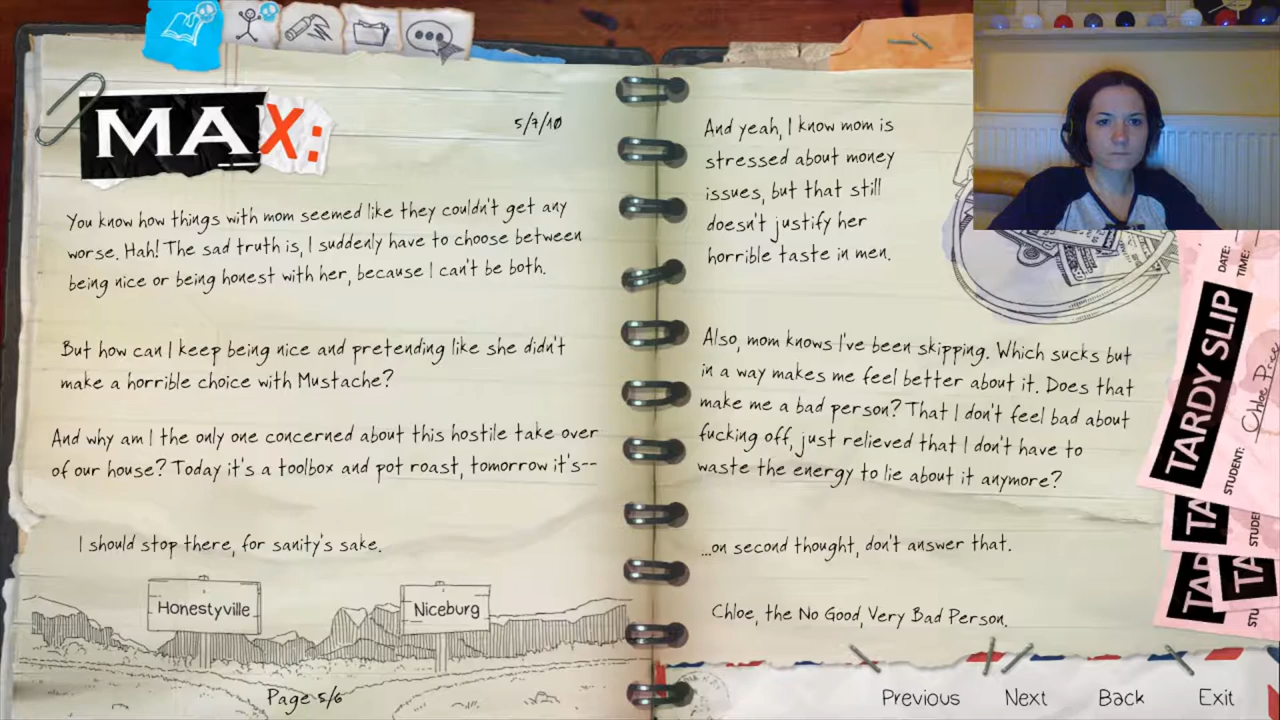 MAX:
5/7/10
You know how things with mom seemed like they couldn't get any
worse. Hah! The sad truth is, I suddenly have to choose between
being nice or being honest with her, because I can't be both.
But how can I keep being nice and pretending like she didn't
make a horrible choice with Mustache?
And why am I the only one concerned about this hostile take over
of our house? Today it's a toolbox and pot roast, tomorrow it's--
I should stop there, for sanity's sake.
Honestyville
Niceburg
Page 5/6
And yeah, I know mom is
stressed about money
issues, but that still
doesn't justify her
horrible taste in men.
Also, mom knows I've been skipping. Which sucks but
in a way makes me feel better about it. Does that
make me a bad person? That I don't feel bad about
fucking off, just relieved that I don't have to
waste the energy to lie about it anymore?
...on second thought, don't answer that.
Chloe, the No Good, Very Bad Person.
TARDY SLIP
DATE:
TIME:
STUDENT: Chloe Price
TA
STUDE
TA
TA
STU
Previous
Next
Back
Exit